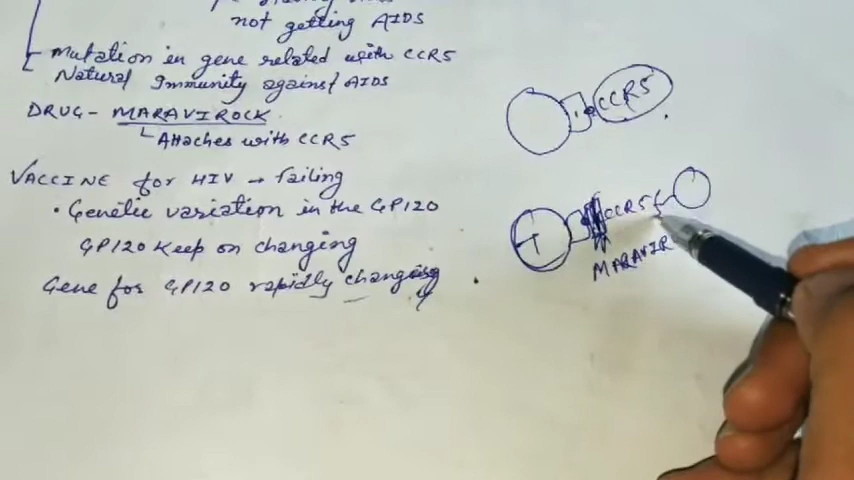 not getting AIDS
Mutation in gene related with CCR5
Natural Immunity against AIDS
DRUG - MARAVIROCK
Attaches with CCR5
VACCINE for HIV → failing
• Genetic variation in the GP120
GP120 Keep on changing
Gene for GP120 rapidly changing
CCR5
CCR5
MARAVIR